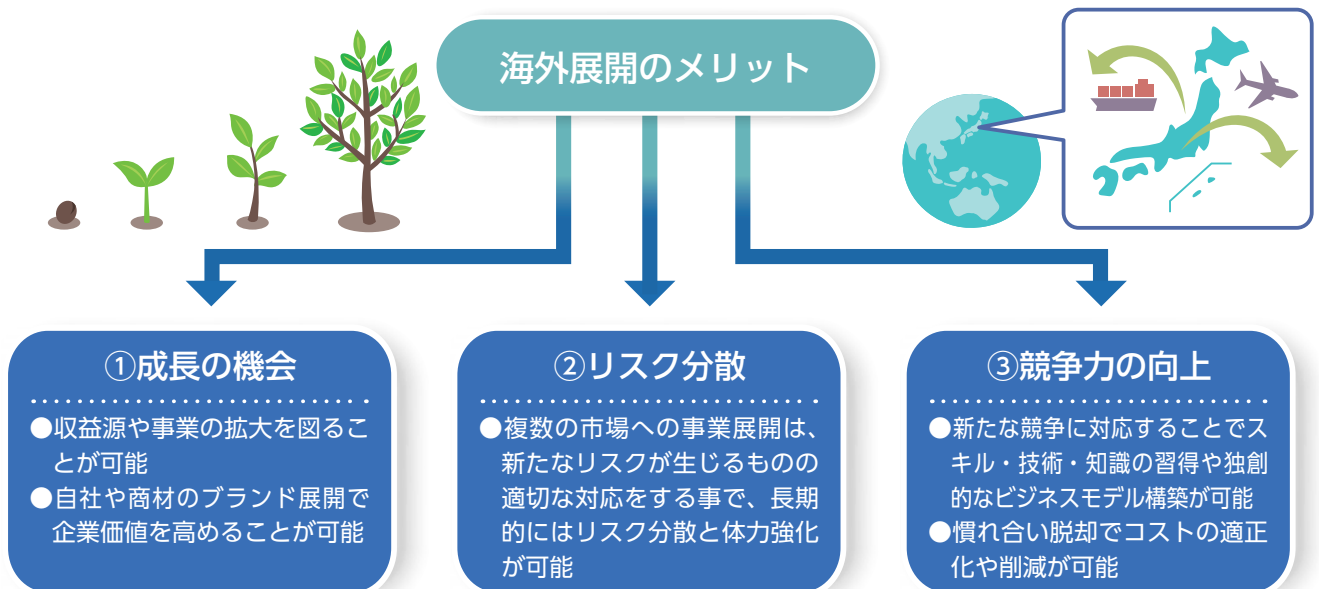 海外展開のメリット
①成長の機会
●収益源や事業の拡大を図るこ
とが可能
●自社や商材のブランド展開で
企業価値を高めることが可能
②リスク分散
●複数の市場への事業展開は、
新たなリスクが生じるものの
適切な対応をする事で、長期
的にはリスク分散と体力強化
が可能
③競争力の向上
●新たな競争に対応することでス
キル・技術・知識の習得や独創
的なビジネスモデル構築が可能
●慣れ合い脱却でコストの適正
化や削減が可能